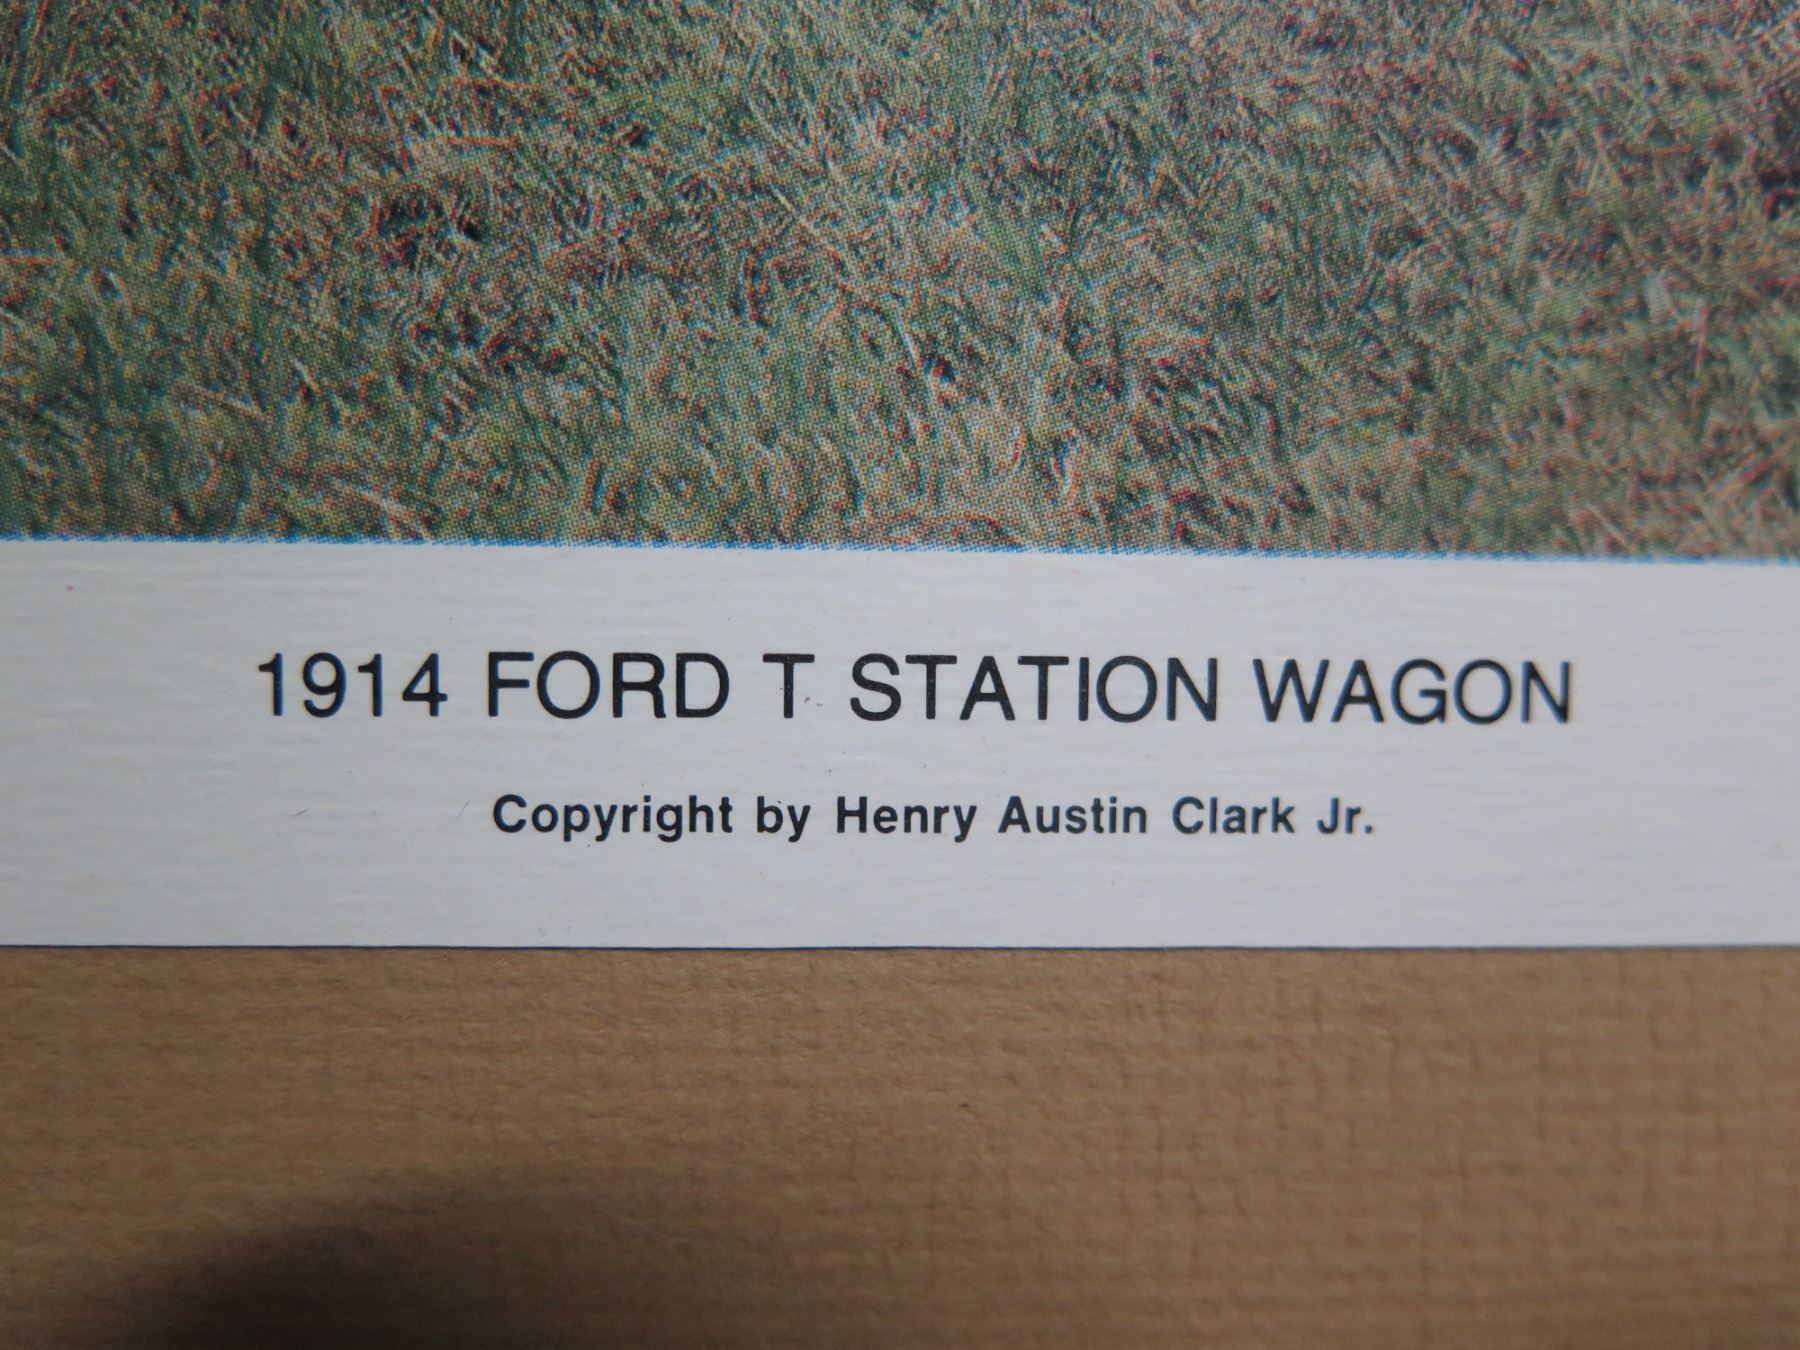 1914 FORD T STATION WAGON
Copyright by Henry Austin Clark Jr.